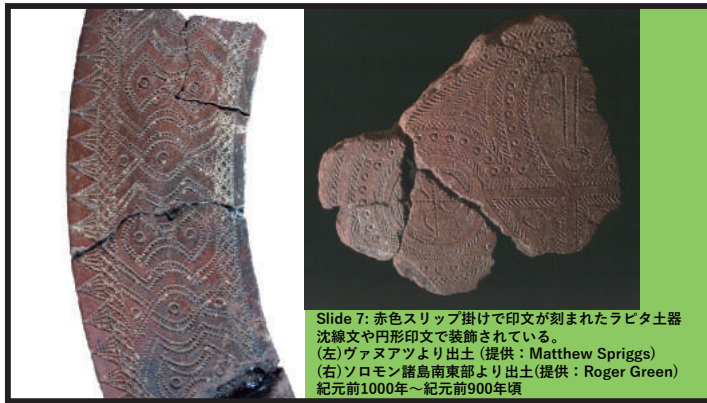 Slide 7: 赤色スリップ掛けで印文が刻まれたラピタ土器
沈線文や円形印文で装飾されている。
(左)ヴァヌアツより出土 (提供：Matthew Spriggs)
(右)ソロモン諸島南東部より出土(提供：Roger Green)
紀元前1000年～紀元前900年頃